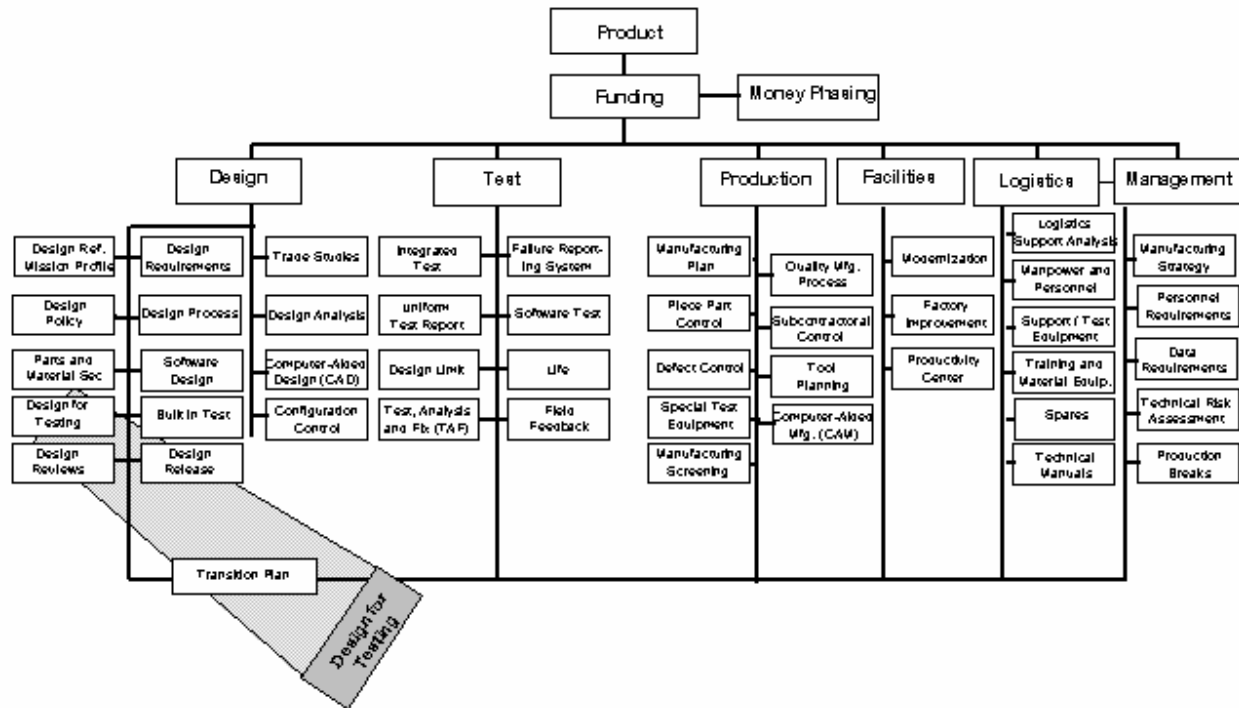 Product
Funding
Money Phasing
Design
Test
Production
Facilities
Logistics
Management
Design Ref.
Mission Profile
Design
Requirements
Trade Studies
Design
Policy
Design Process
Design Analysis
Parts and
Material Sec
Software
Design
Computer-Aided
Design (CAD)
Design for
Testing
Built In Test
Configuration
Control
Design
Reviews
Design
Release
Integrated
Test
Failure Report-
ing System
Uniform
Test Report
Software Test
Design Limit
Life
Test, Analysis
and Fix (TAF)
Field
Feedback
Manufacturing
Plan
Quality Mfg.
Process
Piece Part
Control
Subcontractoral
Control
Defect Control
Tool
Planning
Special Test
Equipment
Computer-Aided
Mfg. (CAM)
Manufacturing
Screening
Modernization
Factory
Improvement
Productivity
Center
Logistics
Support Analysis
Manpower and
Personnel
Support / Test
Equipment
Training and
Material Equip.
Spares
Technical
Manuals
Manufacturing
Strategy
Personnel
Requirements
Data
Requirements
Technical Risk
Assessment
Production
Breaks
Transition Plan
Design for
Testing